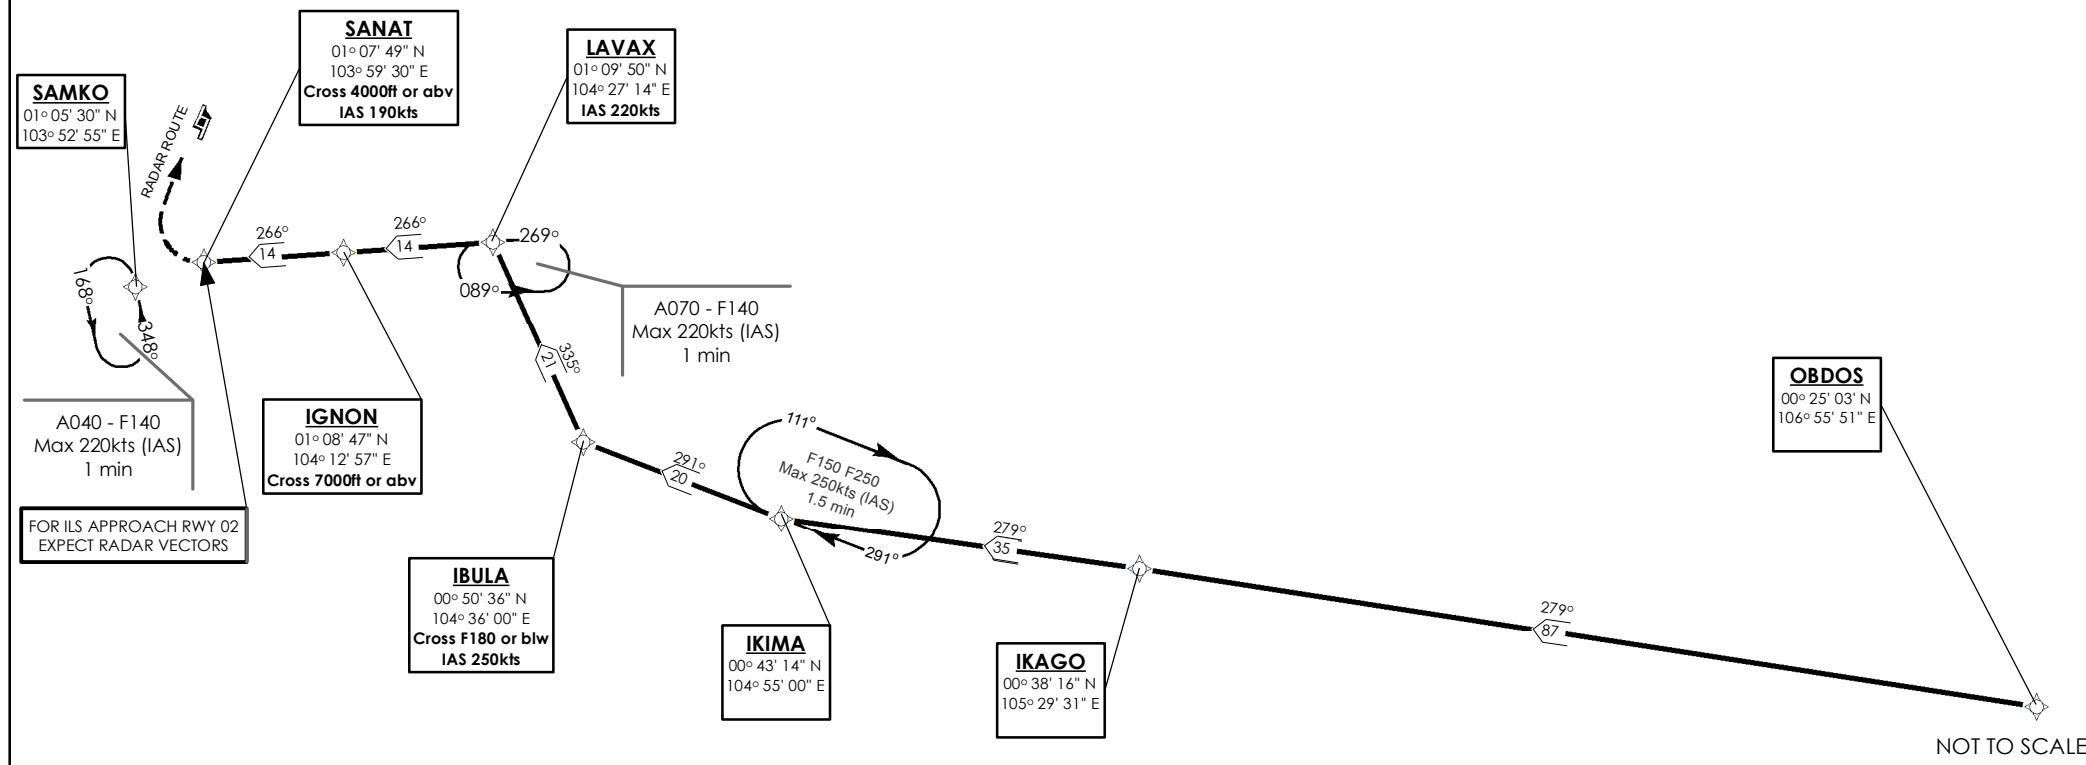 SANAT
01° 07' 49" N
103° 59' 30" E
Cross 4000ft or abv
IAS 190kts
LAVAX
01° 09' 50" N
104° 27' 14" E
IAS 220kts
SAMKO
01° 05' 30" N
103° 52' 55" E
RADAR ROUTE
266°
14
266°
14
269°
089°
168°
348°
A070 - F140
Max 220kts (IAS)
1 min
335°
21
OBDOS
00° 25' 03" N
106° 55' 51" E
A040 - F140
Max 220kts (IAS)
1 min
IGNON
01° 08' 47" N
104° 12' 57" E
Cross 7000ft or abv
111°
F150 F250
Max 250kts (IAS)
1.5 min
291°
291°
20
FOR ILS APPROACH RWY 02
EXPECT RADAR VECTORS
279°
35
IBULA
00° 50' 36" N
104° 36' 00" E
Cross F180 or blw
IAS 250kts
IKIMA
00° 43' 14" N
104° 55' 00" E
IKAGO
00° 38' 16" N
105° 29' 31" E
279°
87
NOT TO SCALE